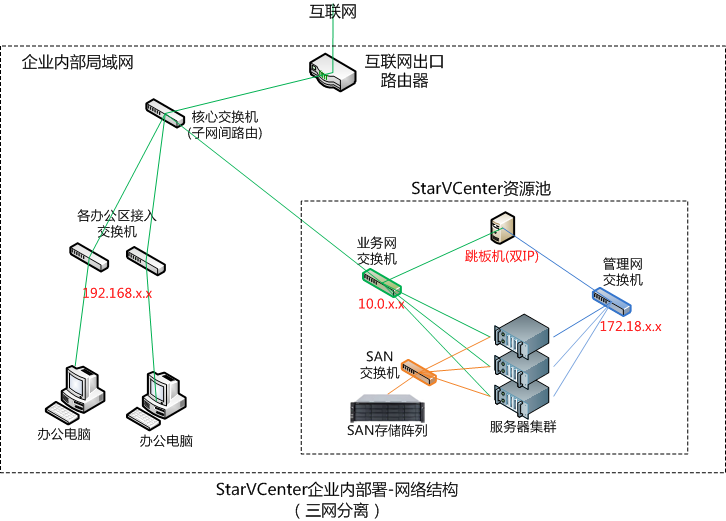 互联网
企业内部局域网
互联网出口
路由器
核心交换机
(子网间路由)
StarVCenter资源池
各办公区接入
交换机
业务网
交换机
跳板机(双IP)
管理网
交换机
192.168.x.x
10.0.x.x
172.18.x.x
SAN
交换机
办公电脑
办公电脑
SAN存储阵列
服务器集群
StarVCenter企业内部署-网络结构
（三网分离）